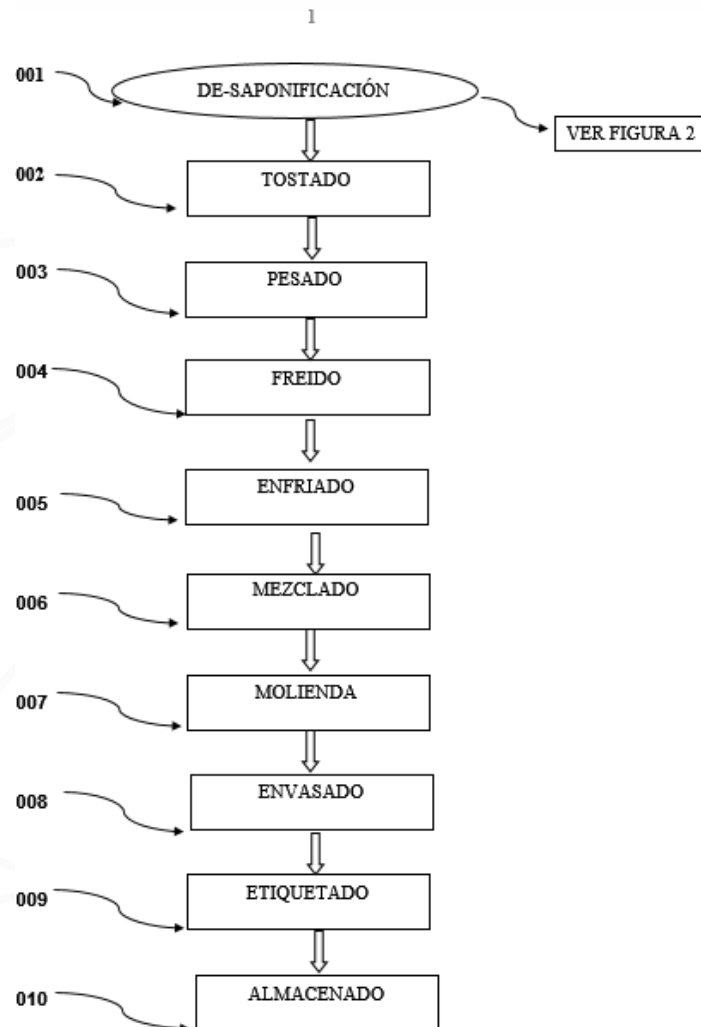 1
001
DE-SAPONIFICACIÓN
VER FIGURA 2
002
TOSTADO
003
PESADO
004
FREIDO
005
ENFRIADO
006
MEZCLADO
007
MOLIENDA
008
ENVASADO
009
ETIQUETADO
010
ALMACENADO